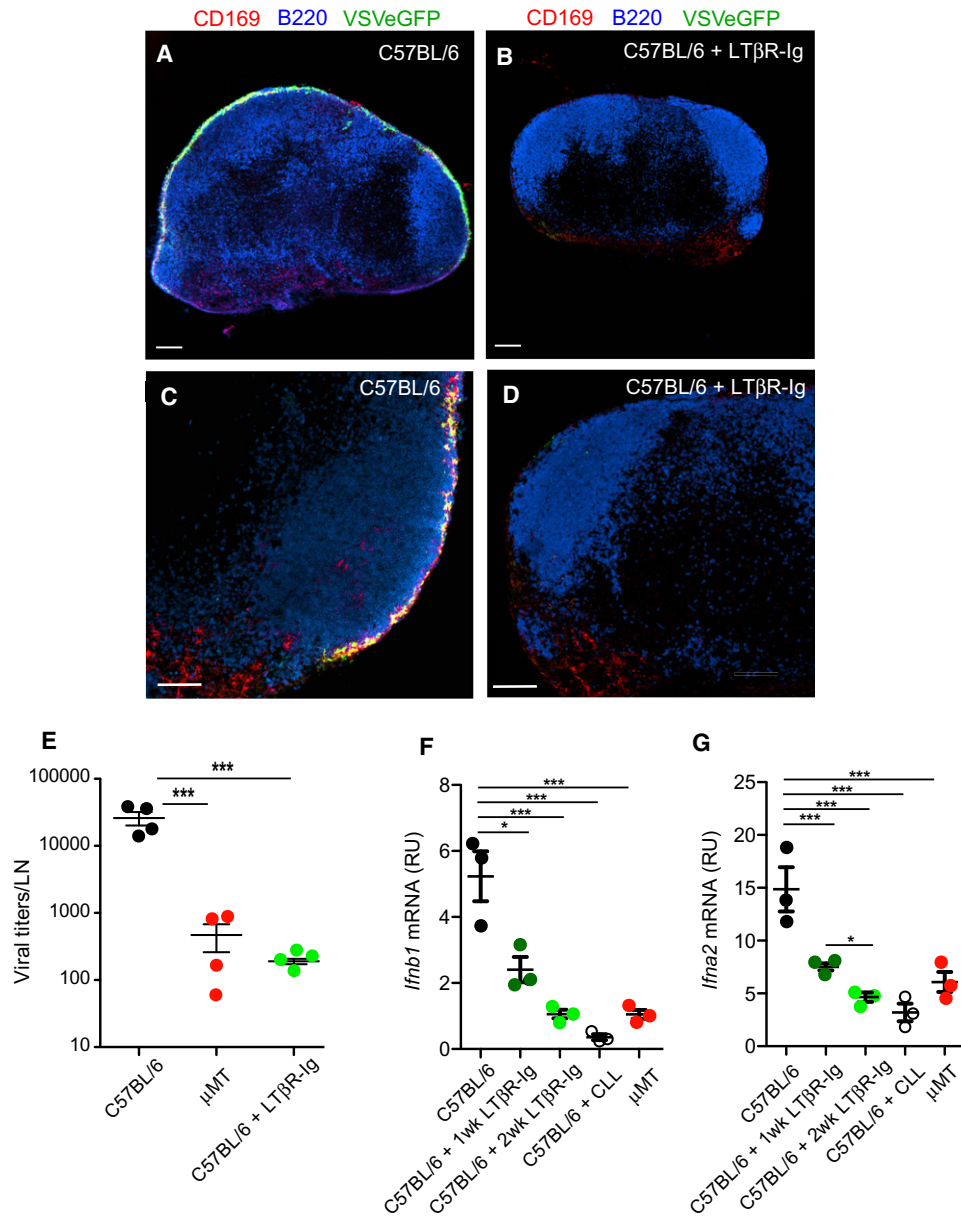 CD169 B220 VSVeGFP
A C57BL/6
B C57BL/6 + LTβR-Ig
C C57BL/6
D C57BL/6 + LTβR-Ig
E
Viral titers/LN
100000
10000
1000
100
10
***
***
C57BL/6
μMT
C57BL/6 + LTβR-Ig
F
Ifnb1 mRNA (RU)
8
6
4
2
0
***
***
***
*
C57BL/6
C57BL/6 + 1wk LTβR-Ig
C57BL/6 + 2wk LTβR-Ig
C57BL/6 + CLL
μMT
G
Ifna2 mRNA (RU)
25
20
15
10
5
0
***
***
***
***
*
C57BL/6
C57BL/6 + 1wk LTβR-Ig
C57BL/6 + 2wk LTβR-Ig
C57BL/6 + CLL
μMT